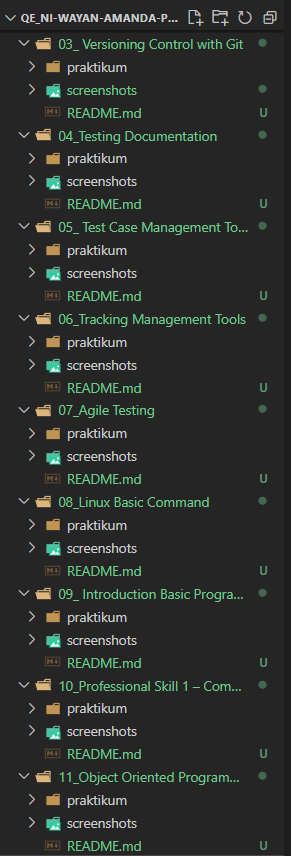 QE_NI-WAYAN-AMANDA-P...
03_ Versioning Control with Git
praktikum
screenshots
README.md U
04_Testing Documentation
praktikum
screenshots
README.md U
05_ Test Case Management To...
praktikum
screenshots
README.md U
06_Tracking Management Tools
praktikum
screenshots
README.md U
07_Agile Testing
praktikum
screenshots
README.md U
08_Linux Basic Command
praktikum
screenshots
README.md U
09_ Introduction Basic Progra...
praktikum
screenshots
README.md U
10_Professional Skill 1 – Com...
praktikum
screenshots
README.md U
11_Object Oriented Program...
praktikum
screenshots
README.md U